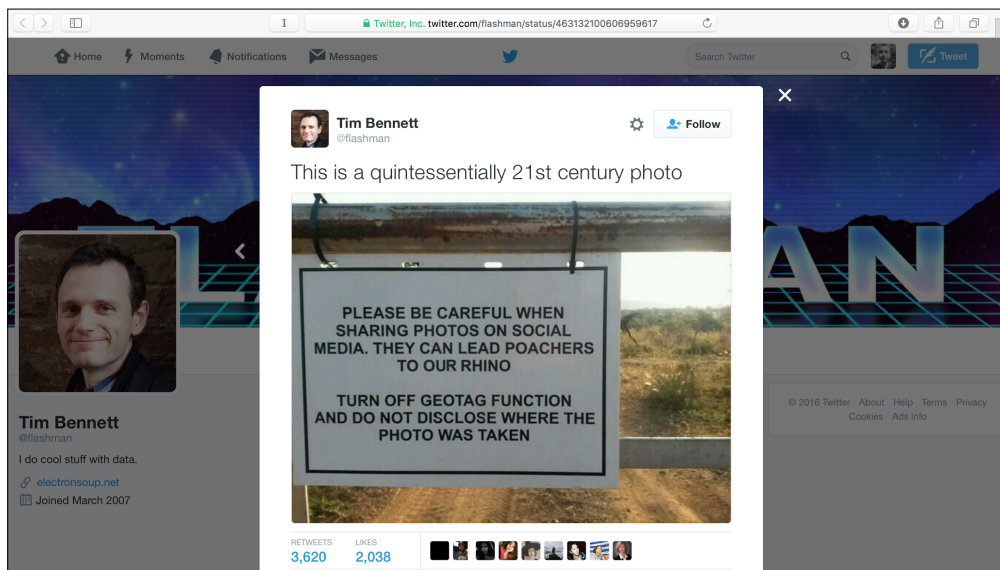 Twitter, Inc. twitter.com/flashman/status/463132100606959617
Home Moments Notifications Messages
Search Twitter
Tweet
Tim Bennett
@flashman
Follow
This is a quintessentially 21st century photo
PLEASE BE CAREFUL WHEN
SHARING PHOTOS ON SOCIAL
MEDIA. THEY CAN LEAD POACHERS
TO OUR RHINO
TURN OFF GEOTAG FUNCTION
AND DO NOT DISCLOSE WHERE THE
PHOTO WAS TAKEN
RETWEETS LIKES
3,620 2,038
Tim Bennett
@flashman
I do cool stuff with data.
electronsoup.net
Joined March 2007
© 2016 Twitter About Help Terms Privacy
Cookies Ads info